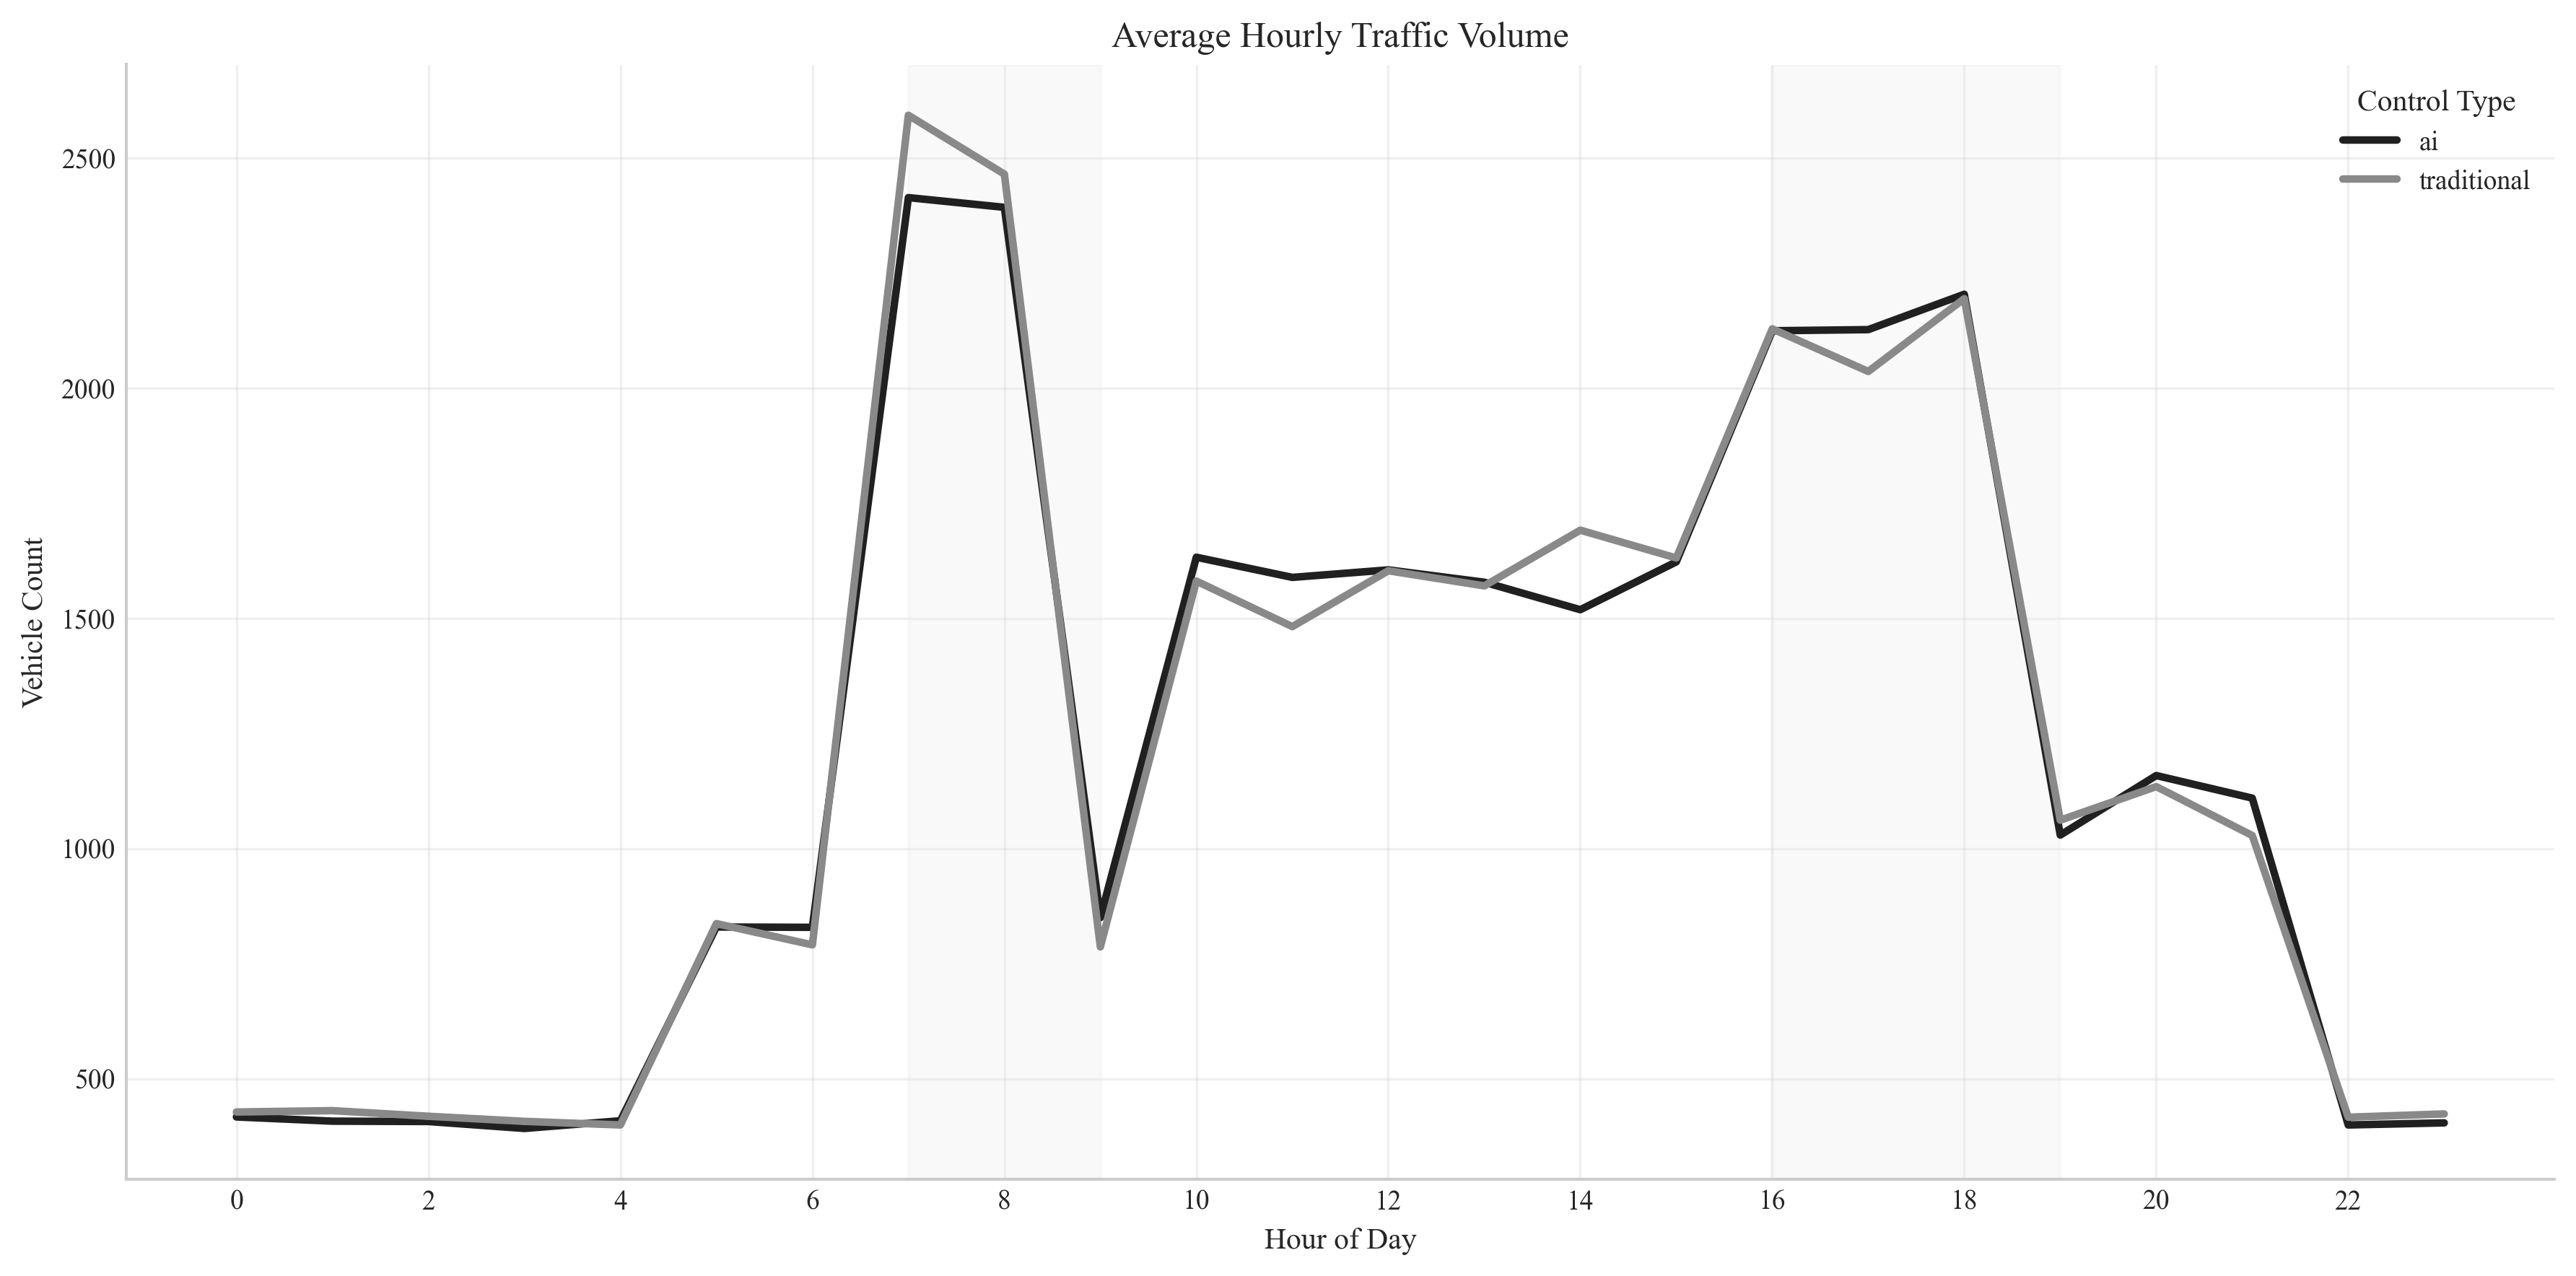 Average Hourly Traffic Volume
Control Type
ai
traditional
Vehicle Count
2500
2000
1500
1000
500
0 2 4 6 8 10 12 14 16 18 20 22
Hour of Day